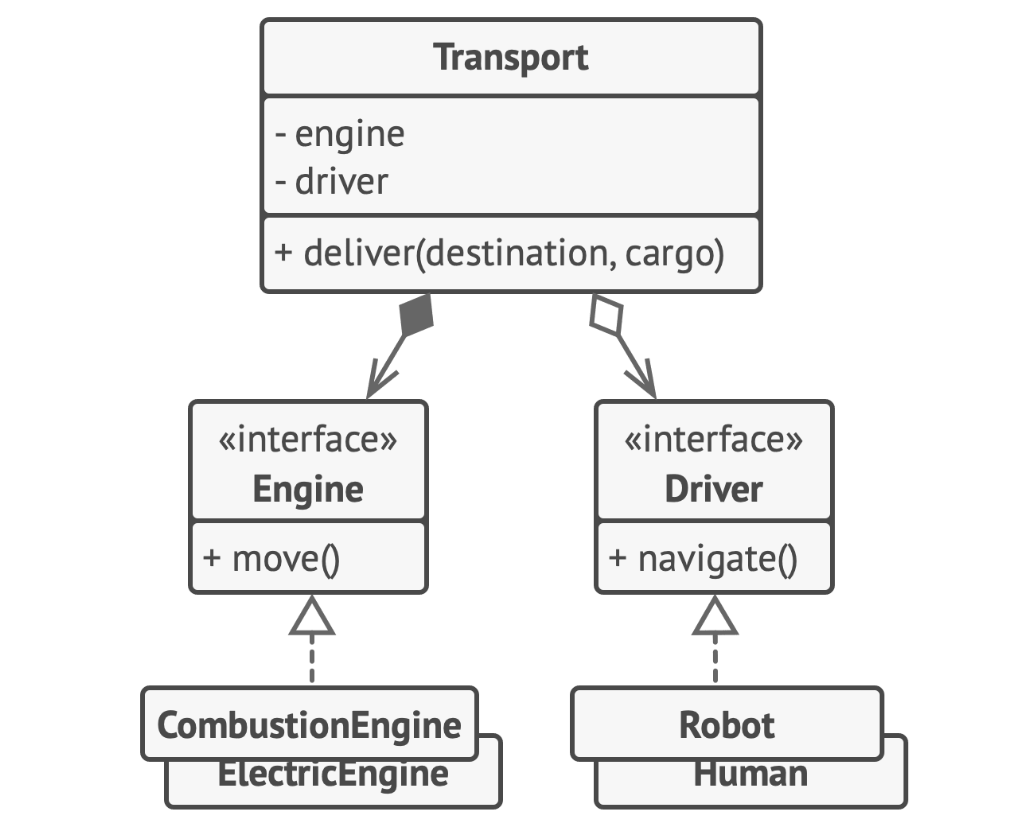 Transport
- engine
- driver
+ deliver(destination, cargo)
«interface»
Engine
+ move()
«interface»
Driver
+ navigate()
CombustionEngine
ElectricEngine
Robot
Human